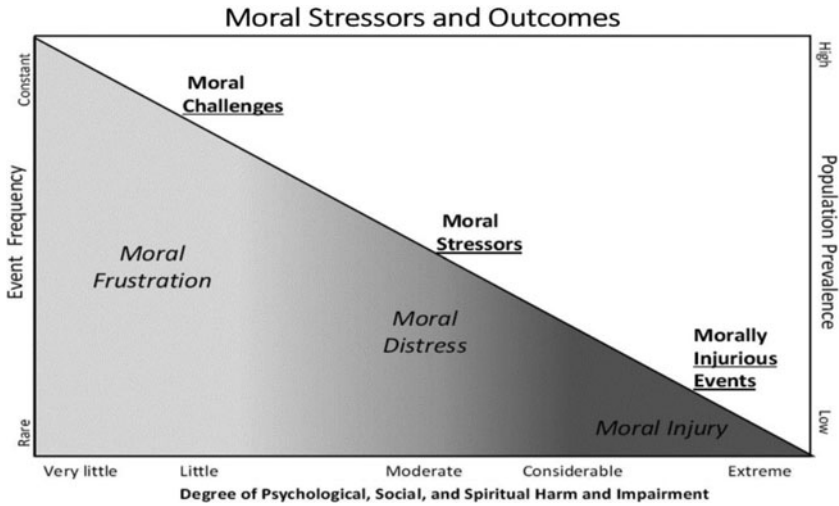 Moral Stressors and Outcomes
Constant
Event Frequency
Rare
High
Population Prevalence
Low
Moral
Challenges
Moral
Stressors
Morally
Injurious
Events
Moral
Frustration
Moral
Distress
Moral Injury
Very little
Little
Moderate
Considerable
Extreme
Degree of Psychological, Social, and Spiritual Harm and Impairment